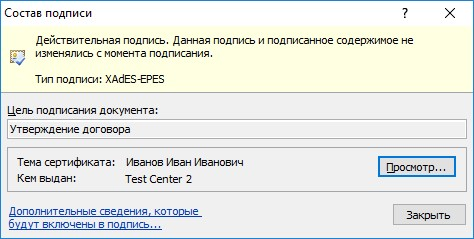 Состав подписи
?
Действительная подпись. Данная подпись и подписанное содержимое не
изменялись с момента подписания.
Тип подписи: XAdES-EPES
Цель подписания документа:
Утверждение договора
Тема сертификата: Иванов Иван Иванович
Просмотр...
Кем выдан: Test Center 2
Дополнительные сведения, которые
будут включены в подпись...
Закрыть